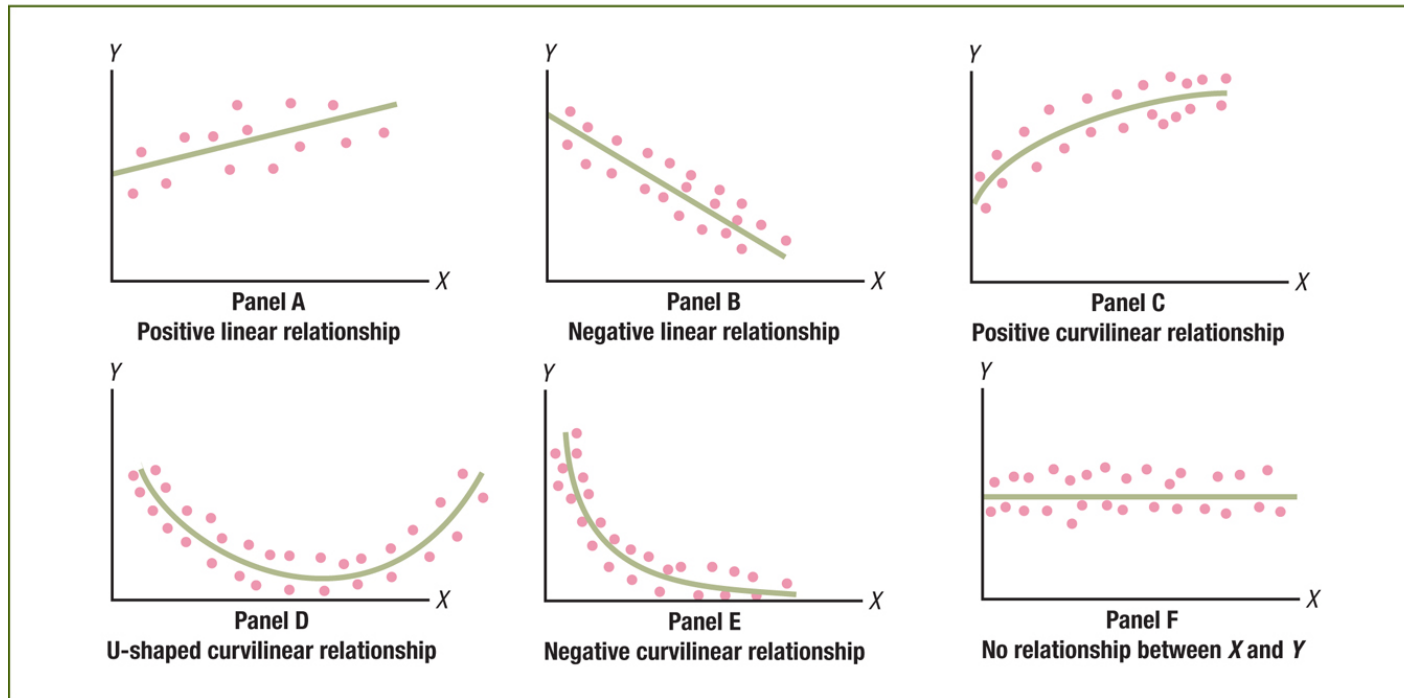 Y
X
Panel A
Positive linear relationship
Y
X
Panel B
Negative linear relationship
Y
X
Panel C
Positive curvilinear relationship
Y
X
Panel D
U-shaped curvilinear relationship
Y
X
Panel E
Negative curvilinear relationship
Y
X
Panel F
No relationship between X and Y